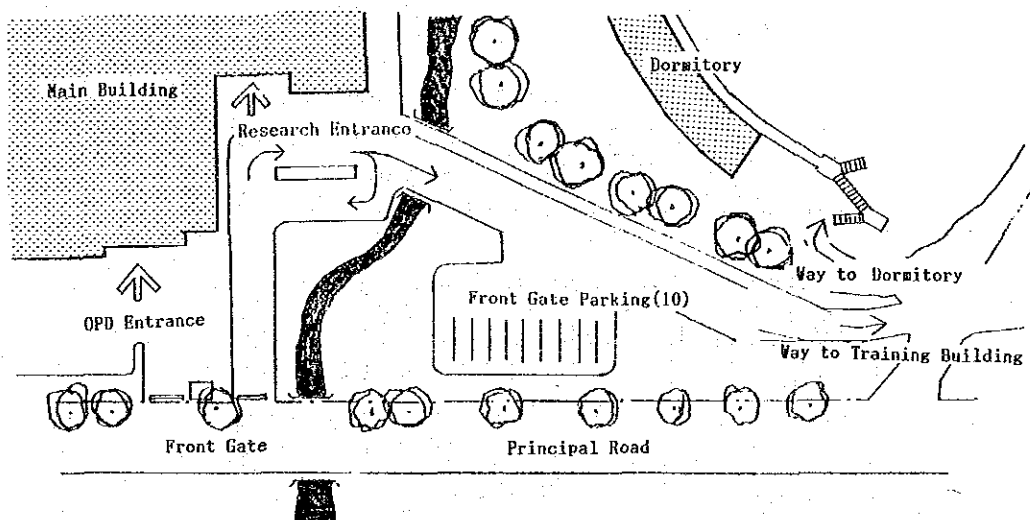 Dormitory
Main Building
Research Entrance
Way to Dormitory
Front Gate Parking(10)
OPD Entrance
Way to Training Building
Front Gate
Principal Road